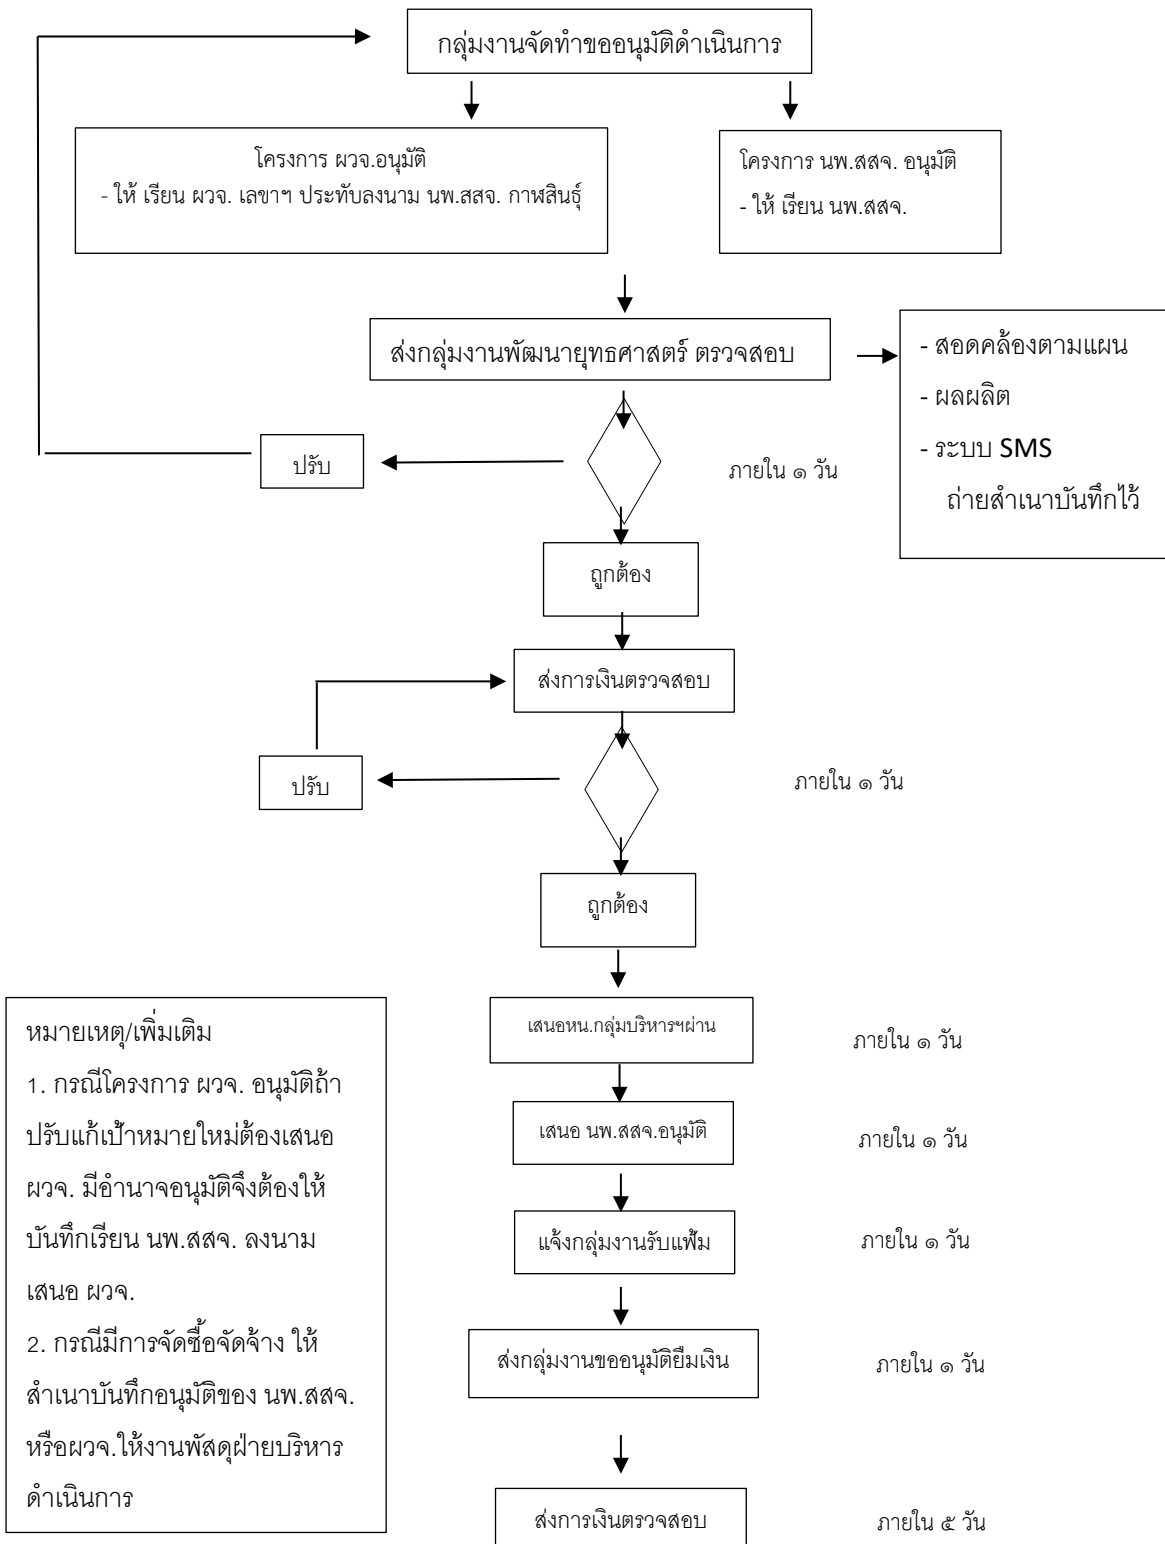 กลุ่มงานจัดทำขออนุมัติดำเนินการ
โครงการ ผวจ.อนุมัติ
- ให้ เรียน ผวจ. เลขาฯ ประทับลงนาม นพ.สสจ. กาฬสินธุ์
โครงการ นพ.สสจ. อนุมัติ
- ให้ เรียน นพ.สสจ.
ส่งกลุ่มงานพัฒนายุทธศาสตร์ ตรวจสอบ
- สอดคล้องตามแผน
- ผลผลิต
- ระบบ SMS
ถ่ายสำเนาบันทึกไว้
ปรับ
ภายใน ๑ วัน
ถูกต้อง
ส่งการเงินตรวจสอบ
ปรับ
ภายใน ๑ วัน
ถูกต้อง
เสนอหน.กลุ่มบริหารฯผ่าน
ภายใน ๑ วัน
เสนอ นพ.สสจ.อนุมัติ
ภายใน ๑ วัน
แจ้งกลุ่มงานรับแฟ้ม
ภายใน ๑ วัน
ส่งกลุ่มงานขออนุมัติยืมเงิน
ภายใน ๑ วัน
ส่งการเงินตรวจสอบ
ภายใน ๕ วัน
หมายเหตุ/เพิ่มเติม
1. กรณีโครงการ ผวจ. อนุมัติถ้า
ปรับแก้เป้าหมายใหม่ต้องเสนอ
ผวจ. มีอำนาจอนุมัติจึงต้องให้
บันทึกเรียน นพ.สสจ. ลงนาม
เสนอ ผวจ.
2. กรณีมีการจัดซื้อจัดจ้าง ให้
สำเนาบันทึกอนุมัติของ นพ.สสจ.
หรือผวจ.ให้งานพัสดุฝ่ายบริหาร
ดำเนินการ